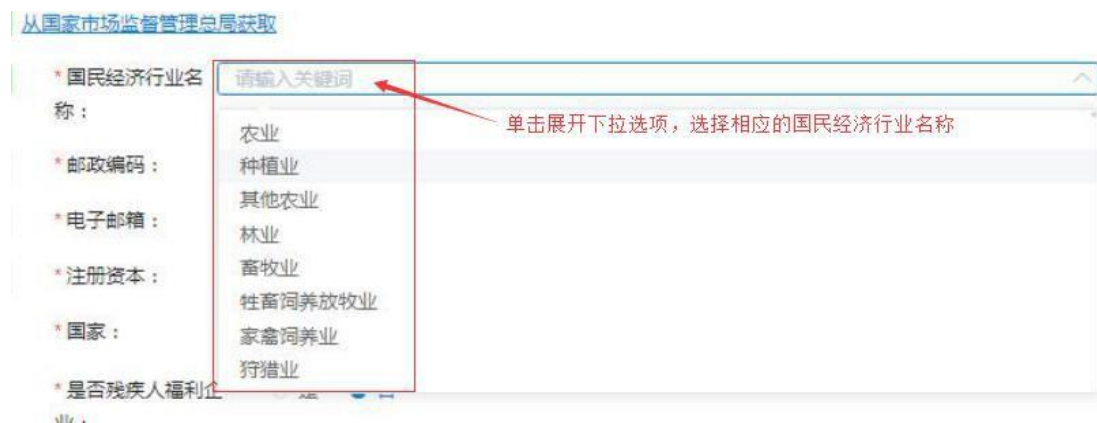 从国家市场监督管理总局获取
*国民经济行业名称：
请输入关键词
单击展开下拉选项，选择相应的国民经济行业名称
农业
*邮政编码：
种植业
其他农业
*电子邮箱：
林业
*注册资本：
畜牧业
牲畜饲养放牧业
*国家：
家禽饲养业
狩猎业
*是否残疾人福利企
业：